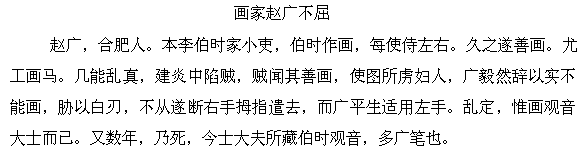 画家赵广不屈
赵广，合肥人。本李伯时家小吏，伯时作画，每使侍左右。久之遂善画。尤
工画马。几能乱真，建炎中陷贼，贼闻其善画，使图所虏妇人，广毅然辞以实不
能画，胁以白刃，不从遂断右手拇指遣去，而广平生适用左手。乱定，惟画观音
大士而已。又数年，乃死，今士大夫所藏伯时观音，多广笔也。